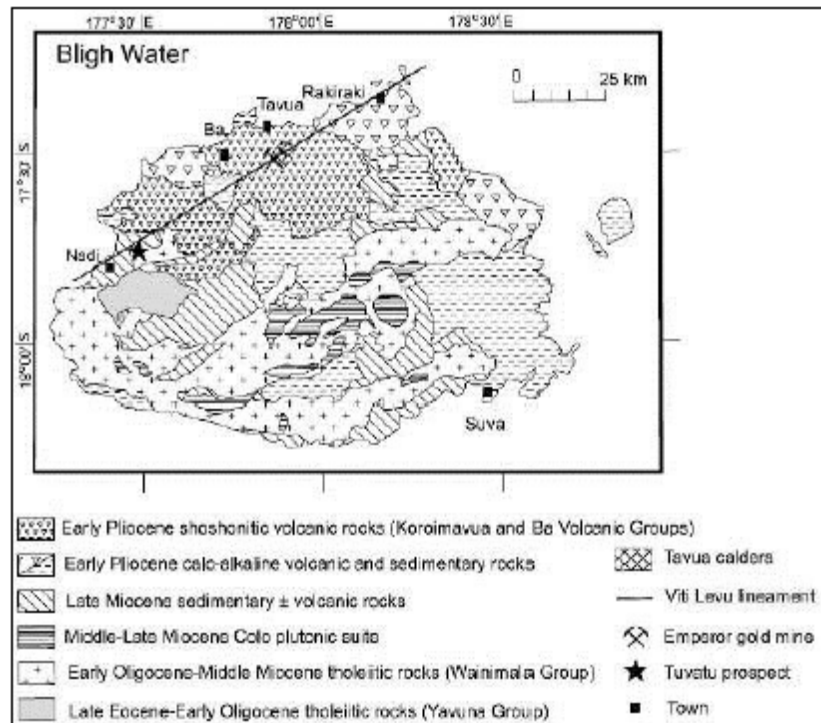 177°30' E
178°00' E
178°30' E
Bligh Water
0
25 km
Rakiraki
Tavua
Ba
17°30' S
Nadi
18°00' S
Suva
Early Pliocene shoshonitic volcanic rocks (Koroimavua and Ba Volcanic Groups)
Early Pliocene calc-alkaline volcanic and sedimentary rocks
Tavua caldera
Late Miocene sedimentary ± volcanic rocks
Viti Levu lineament
Middle-Late Miocene Colo plutonic suite
Emperor gold mine
Early Oligocene-Middle Miocene tholeiitic rocks (Wainimala Group)
Tuvatu prospect
Late Eocene-Early Oligocene tholeiitic rocks (Yavuna Group)
Town